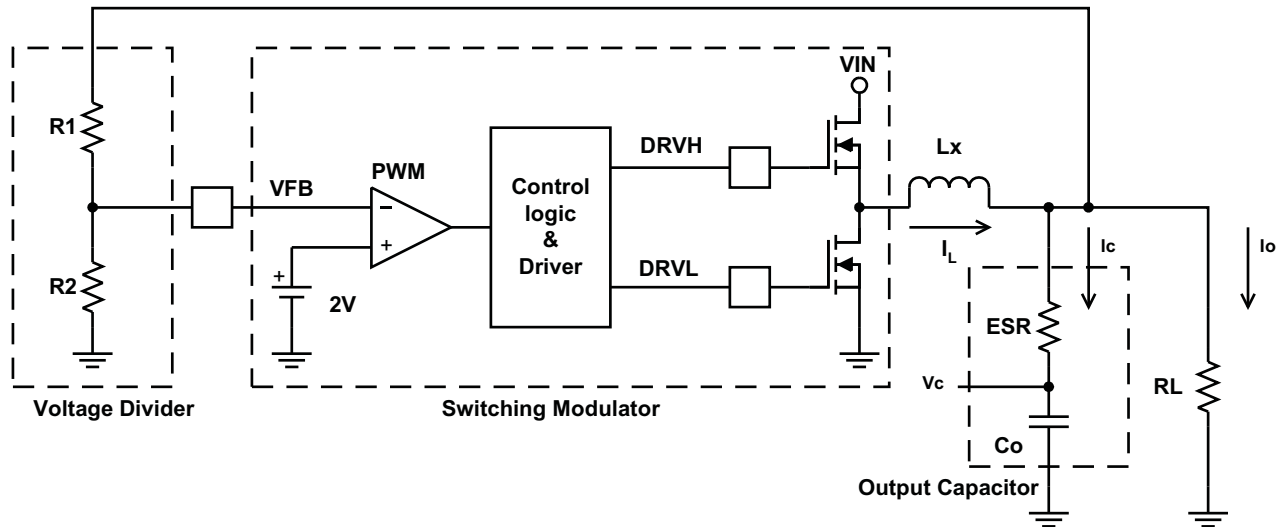 VIN
R1
DRVH
Lx
PWM
VFB
Control
logic
&
Driver
−
+
+
2V
R2
DRVL
IL
Ic
Io
ESR
Vc
RL
Co
Voltage Divider
Switching Modulator
Output Capacitor